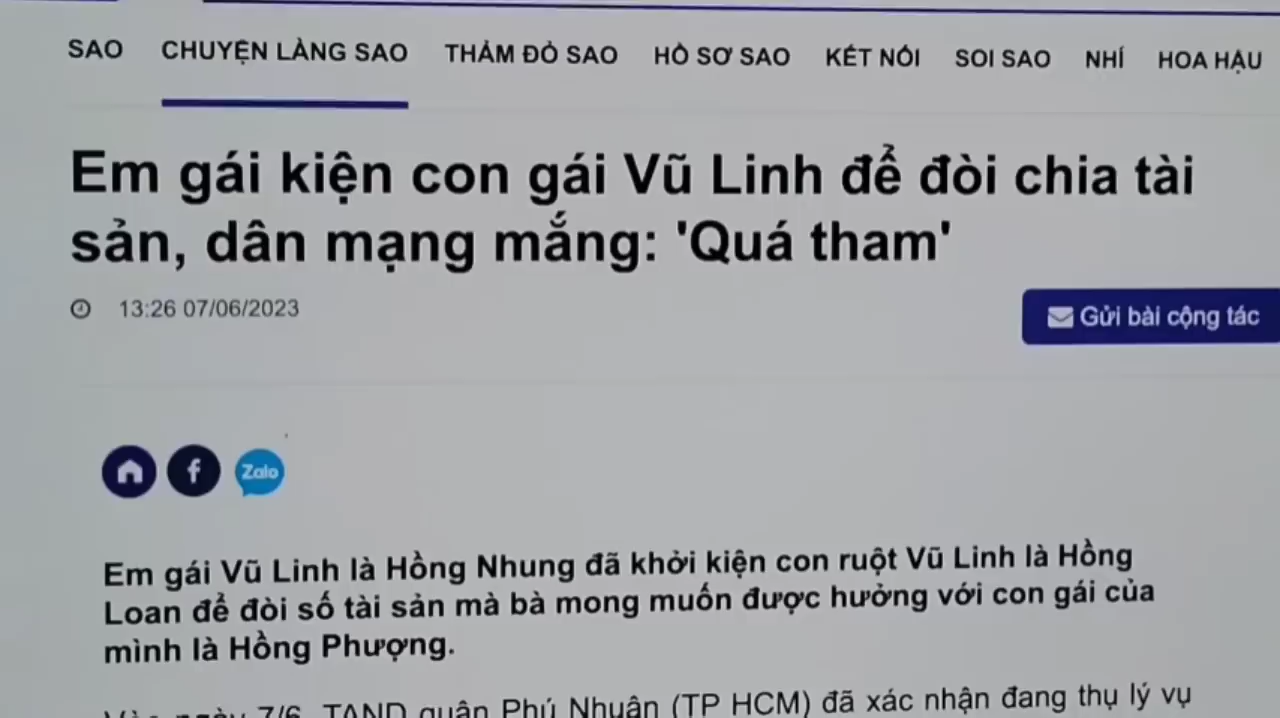 SAO CHUYỆN LÀNG SAO THẢM ĐỎ SAO HỒ SƠ SAO KẾT NỐI SOI SAO NHÍ HOA HẬU
Em gái kiện con gái Vũ Linh để đòi chia tài
sản, dân mạng mắng: 'Quá tham'
13:26 07/06/2023
Gửi bài cộng tác
f
Zalo
Em gái Vũ Linh là Hồng Nhung đã khởi kiện con ruột Vũ Linh là Hồng
Loan để đòi số tài sản mà bà mong muốn được hưởng với con gái của
mình là Hồng Phượng.
ngày 7/6, TAND quận Phú Nhuận (TP HCM) đã xác nhận đang thụ lý vụ